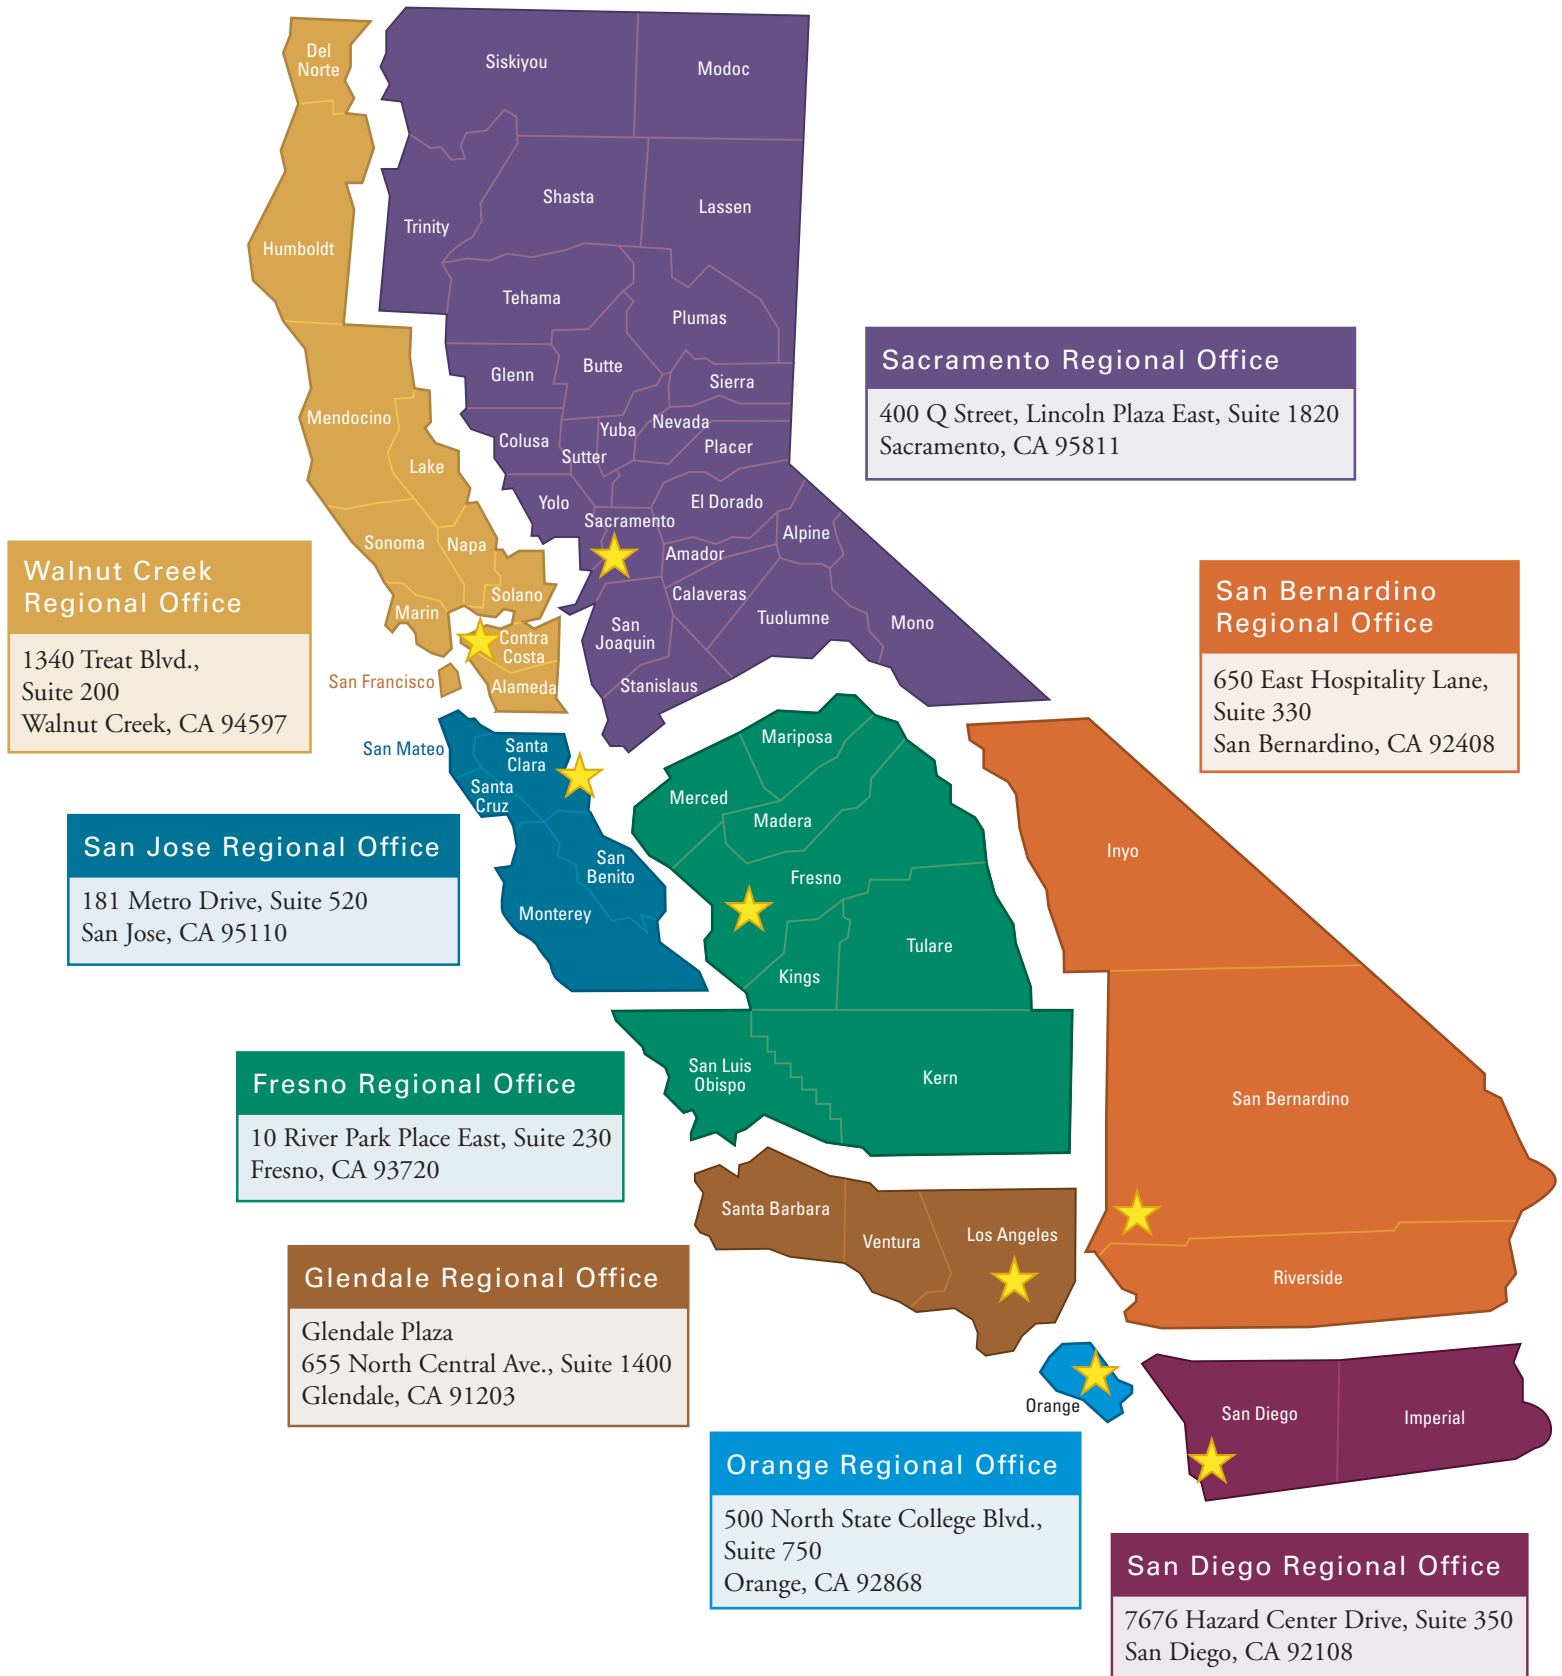 Del
Norte
Siskiyou
Modoc
Shasta
Lassen
Trinity
Humboldt
Tehama
Plumas
Butte
Glenn
Sierra
Mendocino
Nevada
Yuba
Colusa
Placer
Sutter
Lake
Yolo
El Dorado
Sacramento
Alpine
Sonoma
Napa
Amador
Solano
Calaveras
Marin
Tuolumne
Mono
San
Joaquin
Contra
Costa
San Francisco
Alameda
Stanislaus
Sacramento Regional Office
400 Q Street, Lincoln Plaza East, Suite 1820
Sacramento, CA 95811
Walnut Creek
Regional Office
1340 Treat Blvd.,
Suite 200
Walnut Creek, CA 94597
San Bernardino
Regional Office
650 East Hospitality Lane,
Suite 330
San Bernardino, CA 92408
San Mateo
Santa
Clara
Santa
Cruz
San
Benito
Monterey
Mariposa
Merced
Madera
Fresno
Tulare
Kings
San Luis
Obispo
Kern
Inyo
San Bernardino
Riverside
San Jose Regional Office
181 Metro Drive, Suite 520
San Jose, CA 95110
Fresno Regional Office
10 River Park Place East, Suite 230
Fresno, CA 93720
Santa Barbara
Ventura
Los Angeles
Glendale Regional Office
Glendale Plaza
655 North Central Ave., Suite 1400
Glendale, CA 91203
Orange
San Diego
Imperial
Orange Regional Office
500 North State College Blvd.,
Suite 750
Orange, CA 92868
San Diego Regional Office
7676 Hazard Center Drive, Suite 350
San Diego, CA 92108